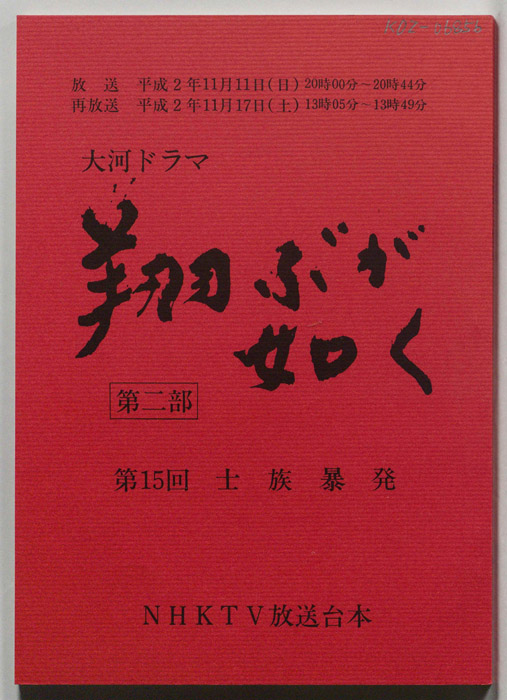 放　送　平成2年11月11日(日) 20時00分～20時44分
再放送　平成2年11月17日(土) 13時05分～13時49分
大河ドラマ
翔ぶが
如く
第二部
第15回　士　族　暴　発
NHKTV放送台本